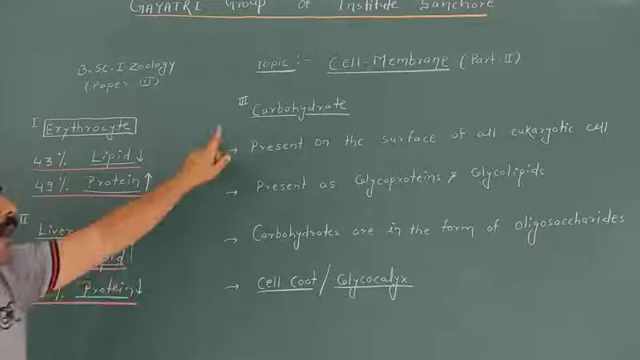 GAYATRI Group of Institute Sanchore
B.SC. I Zoology
(Paper - III)
Topic :- Cell-Membrane (Part-II)
I Erythrocyte
43% Lipid ↓
49% Protein ↑
II Liver
% Protein ↓
III Carbohydrate
→ Present on the surface of all eukaryotic cell
→ Present as Glycoproteins & Glycolipids
→ Carbohydrates are in the form of oligosaccharides
→ Cell Coat / Glycocalyx